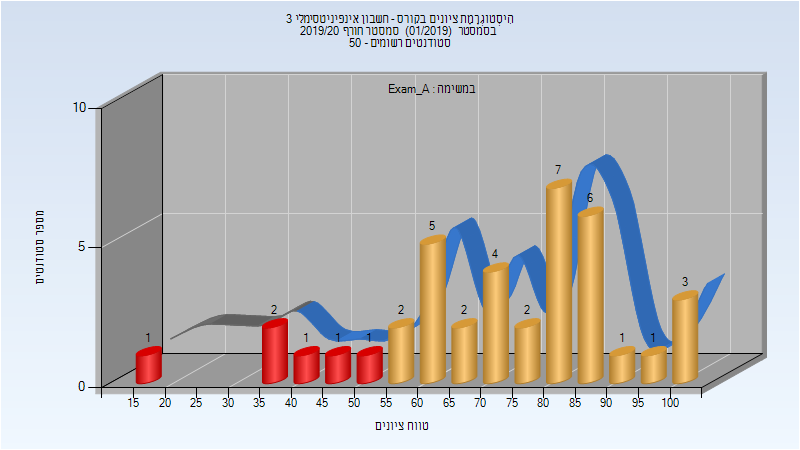 היסטוגרמת ציונים בקורס - חשבון אינפיניטסימלי 3
בסמסטר (01/2019) סמסטר חורף 2019/20
סטודנטים רשומים - 50
במשימה : Exam_A
10
5
0
מספר סטודנטים
1 2 1 1 1 2 5 2 4 2 7 6 1 1 3
15 20 25 30 35 40 45 50 55 60 65 70 75 80 85 90 95 100
טווח ציונים